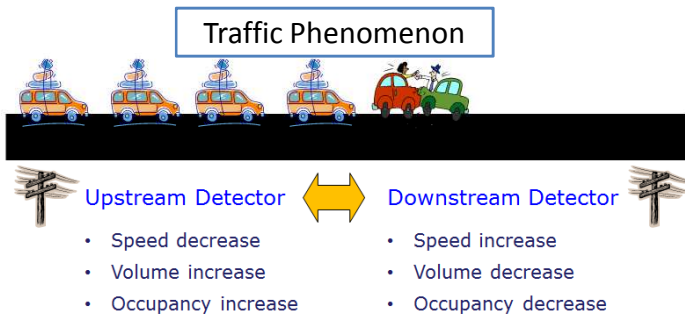 Traffic Phenomenon
Upstream Detector
• Speed decrease
• Volume increase
• Occupancy increase
Downstream Detector
• Speed increase
• Volume decrease
• Occupancy decrease